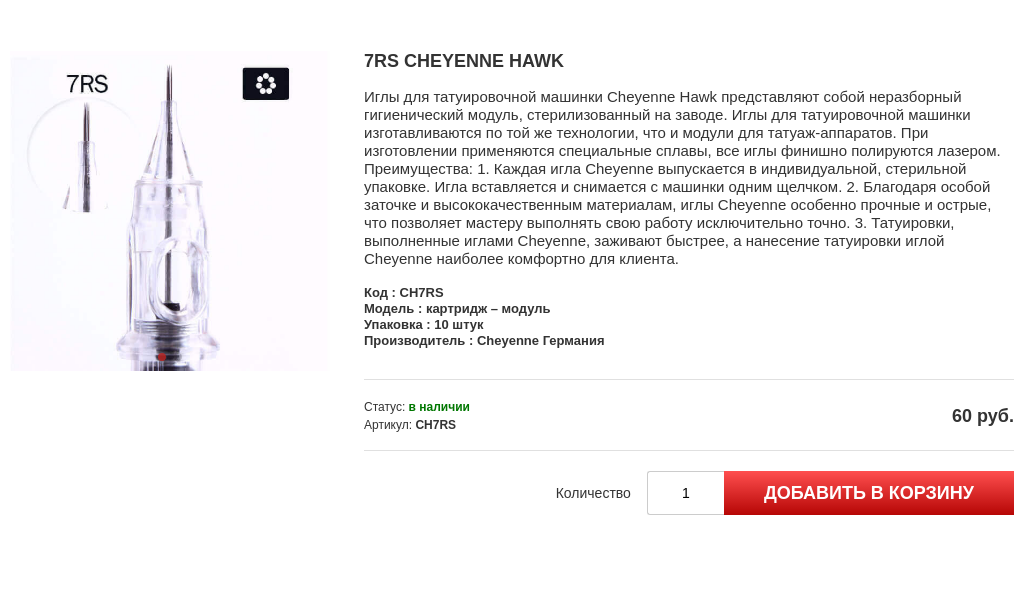 7RS
7RS CHEYENNE HAWK
Иглы для татуировочной машинки Cheyenne Hawk представляют собой неразборный
гигиенический модуль, стерилизованный на заводе. Иглы для татуировочной машинки
изготавливаются по той же технологии, что и модули для татуаж-аппаратов. При
изготовлении применяются специальные сплавы, все иглы финишно полируются лазером.
Преимущества: 1. Каждая игла Cheyenne выпускается в индивидуальной, стерильной
упаковке. Игла вставляется и снимается с машинки одним щелчком. 2. Благодаря особой
заточке и высококачественным материалам, иглы Cheyenne особенно прочные и острые,
что позволяет мастеру выполнять свою работу исключительно точно. 3. Татуировки,
выполненные иглами Cheyenne, заживают быстрее, а нанесение татуировки иглой
Cheyenne наиболее комфортно для клиента.
Код : CH7RS
Модель : картридж – модуль
Упаковка : 10 штук
Производитель : Cheyenne Германия
Статус: в наличии
Артикул: CH7RS
60 руб.
Количество
1
ДОБАВИТЬ В КОРЗИНУ